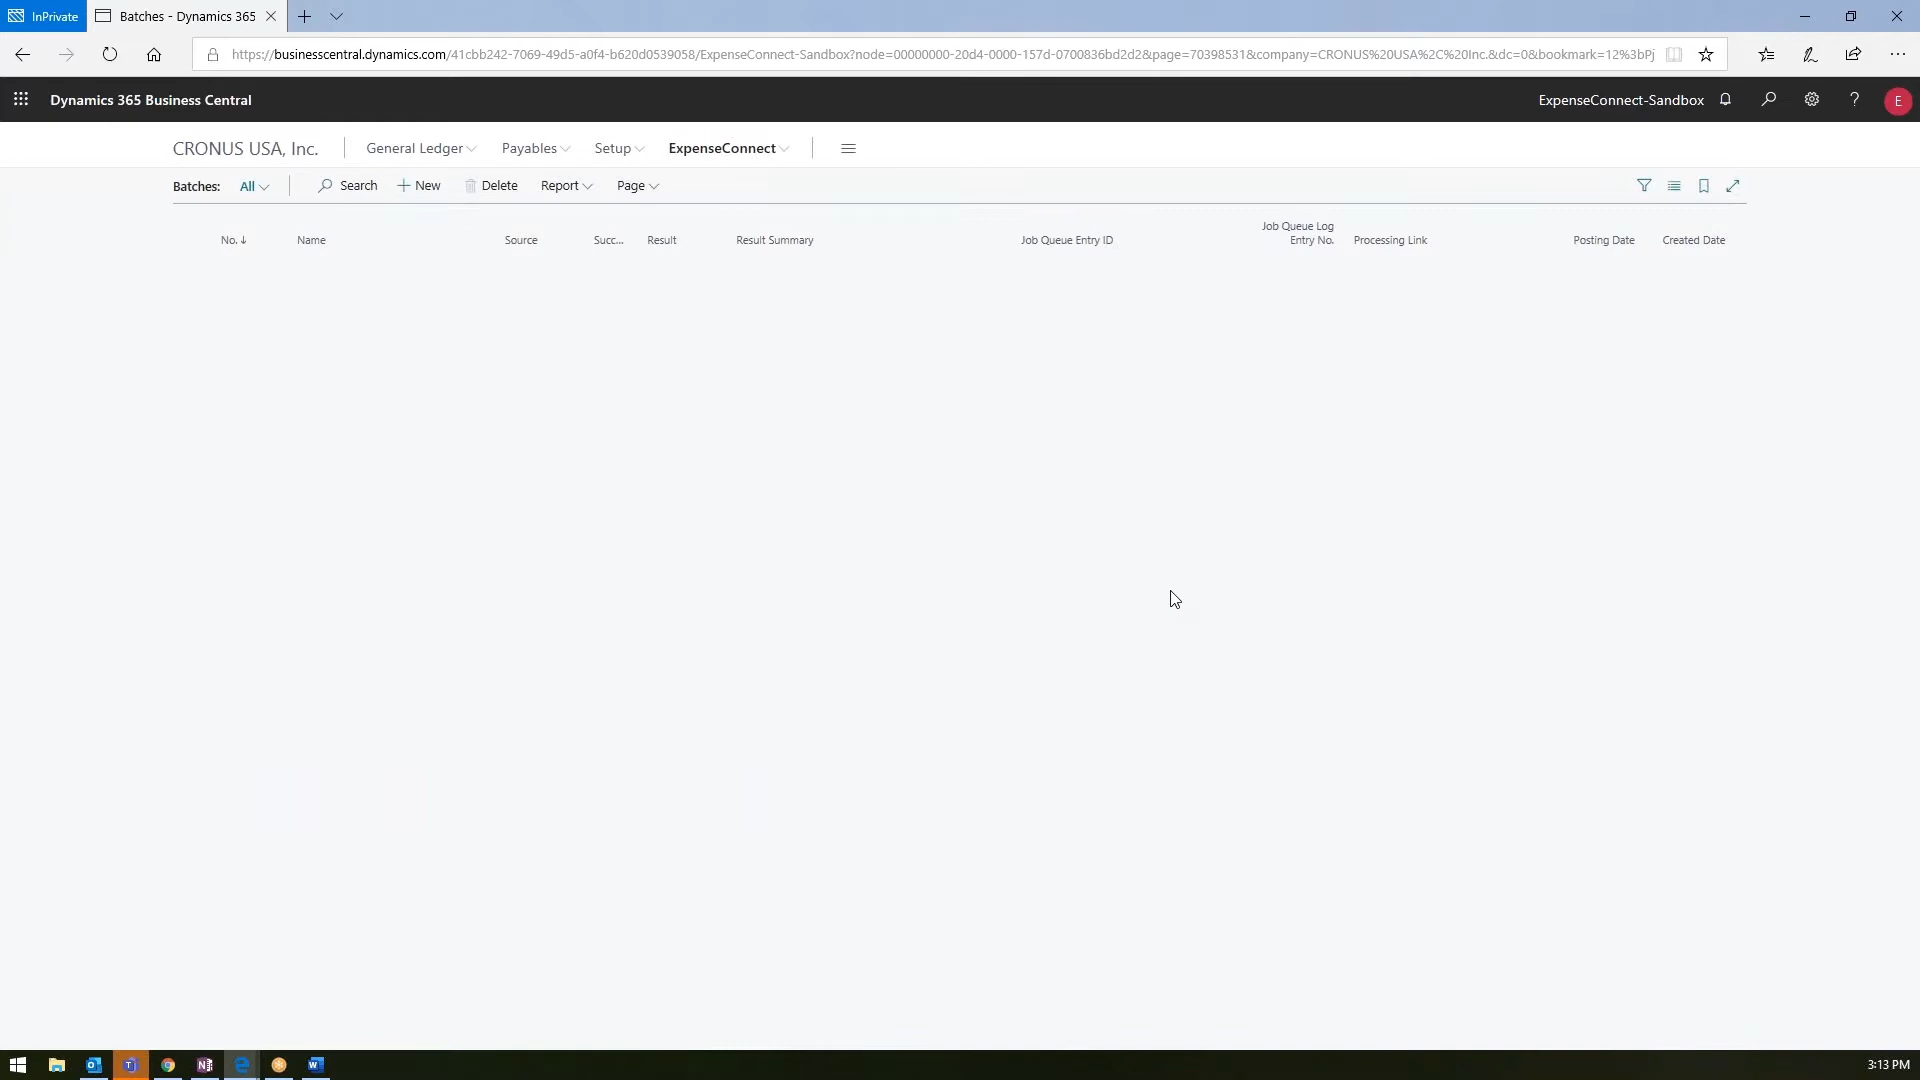 InPrivate
Batches - Dynamics 365
https://businesscentral.dynamics.com/41cbb242-7069-49d5-a0f4-b620d0539058/ExpenseConnect-Sandbox?node=00000000-20d4-0000-157d-0700836bd2d2&page=70398531&company=CRONUS%20USA%2C%20Inc.&dc=0&bookmark=12%3bPj
Dynamics 365 Business Central
ExpenseConnect-Sandbox
?
E
CRONUS USA, Inc.
General Ledger
Payables
Setup
ExpenseConnect
Batches:
All
Search
New
Delete
Report
Page
No. ↓
Name
Source
Succ...
Result
Result Summary
Job Queue Entry ID
Job Queue Log
Entry No.
Processing Link
Posting Date
Created Date
3:13 PM